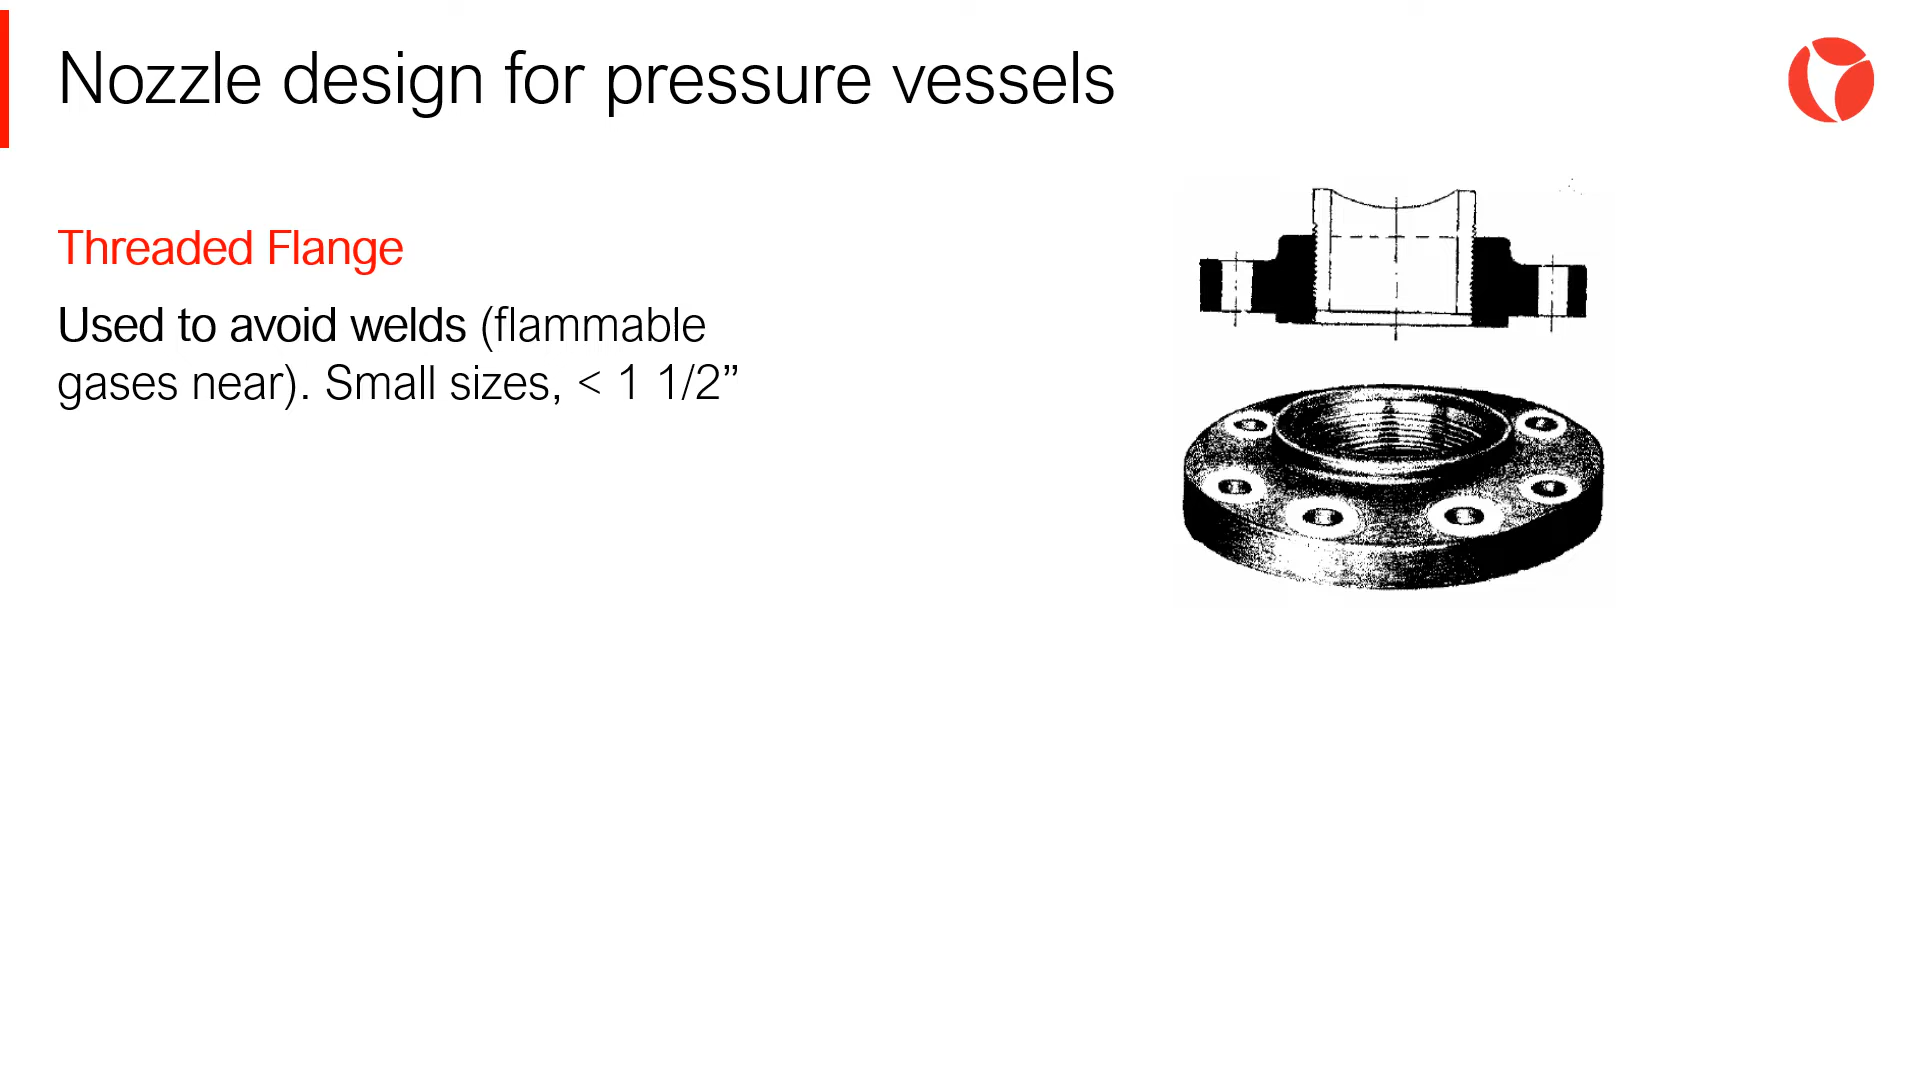 Nozzle design for pressure vessels
Threaded Flange
Used to avoid welds (flammable
gases near). Small sizes, < 1 1/2”